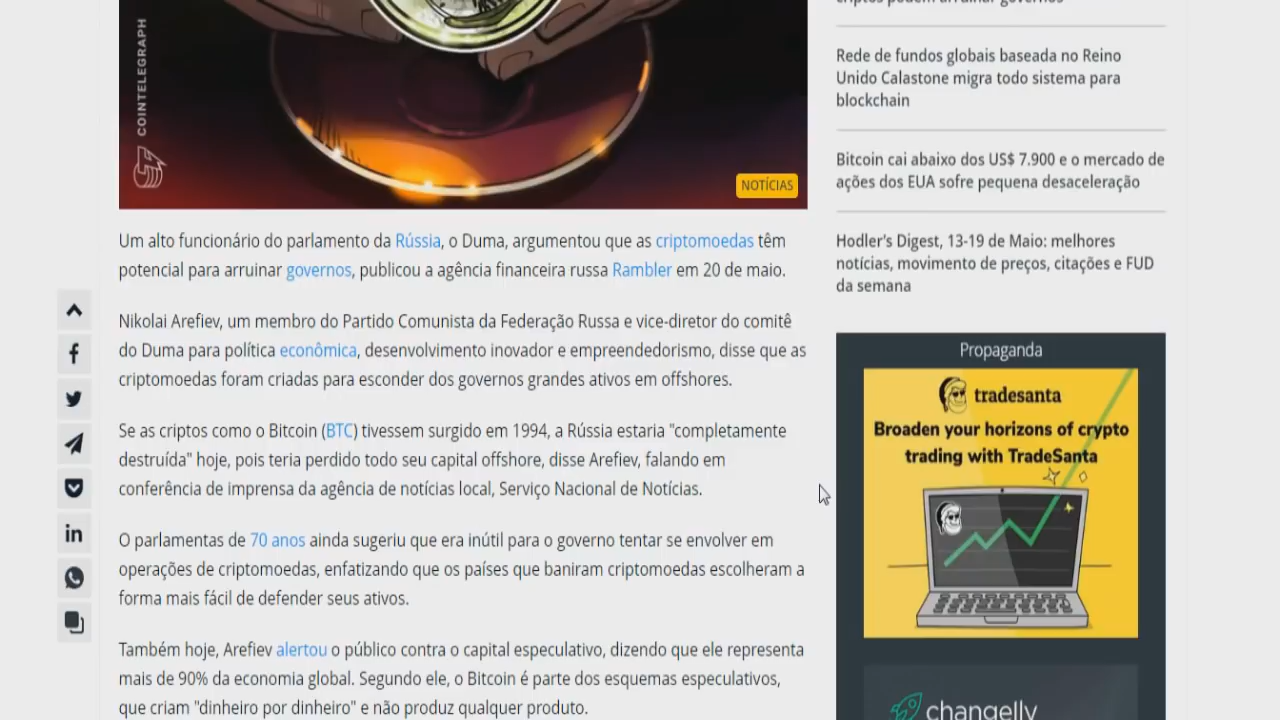 COINTELEGRAPH
NOTÍCIAS
Um alto funcionário do parlamento da Rússia, o Duma, argumentou que as criptomoedas têm
potencial para arruinar governos, publicou a agência financeira russa Rambler em 20 de maio.
Nikolai Arefiev, um membro do Partido Comunista da Federação Russa e vice-diretor do comitê
do Duma para política econômica, desenvolvimento inovador e empreendedorismo, disse que as
criptomoedas foram criadas para esconder dos governos grandes ativos em offshores.
Se as criptos como o Bitcoin (BTC) tivessem surgido em 1994, a Rússia estaria "completamente
destruída" hoje, pois teria perdido todo seu capital offshore, disse Arefiev, falando em
conferência de imprensa da agência de notícias local, Serviço Nacional de Notícias.
O parlamentas de 70 anos ainda sugeriu que era inútil para o governo tentar se envolver em
operações de criptomoedas, enfatizando que os países que baniram criptomoedas escolheram a
forma mais fácil de defender seus ativos.
Também hoje, Arefiev alertou o público contra o capital especulativo, dizendo que ele representa
mais de 90% da economia global. Segundo ele, o Bitcoin é parte dos esquemas especulativos,
que criam "dinheiro por dinheiro" e não produz qualquer produto.
criptos podem arruinar governos
Rede de fundos globais baseada no Reino
Unido Calastone migra todo sistema para
blockchain
Bitcoin cai abaixo dos US$ 7.900 e o mercado de
ações dos EUA sofre pequena desaceleração
Hodler's Digest, 13-19 de Maio: melhores
notícias, movimento de preços, citações e FUD
da semana
Propaganda
tradesanta
Broaden your horizons of crypto
trading with TradeSanta
changelly